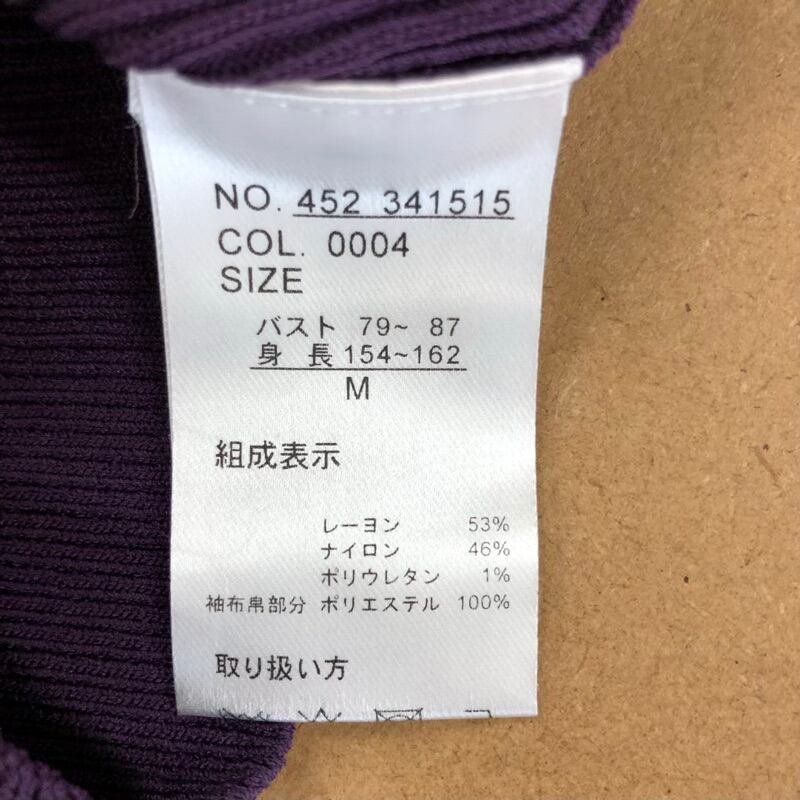 NO. 452 341515
COL. 0004
SIZE
バスト 79~ 87
身 長 154~162
M
組成表示
レーヨン 53%
ナイロン 46%
ポリウレタン 1%
袖布帛部分 ポリエステル 100%
取り扱い方